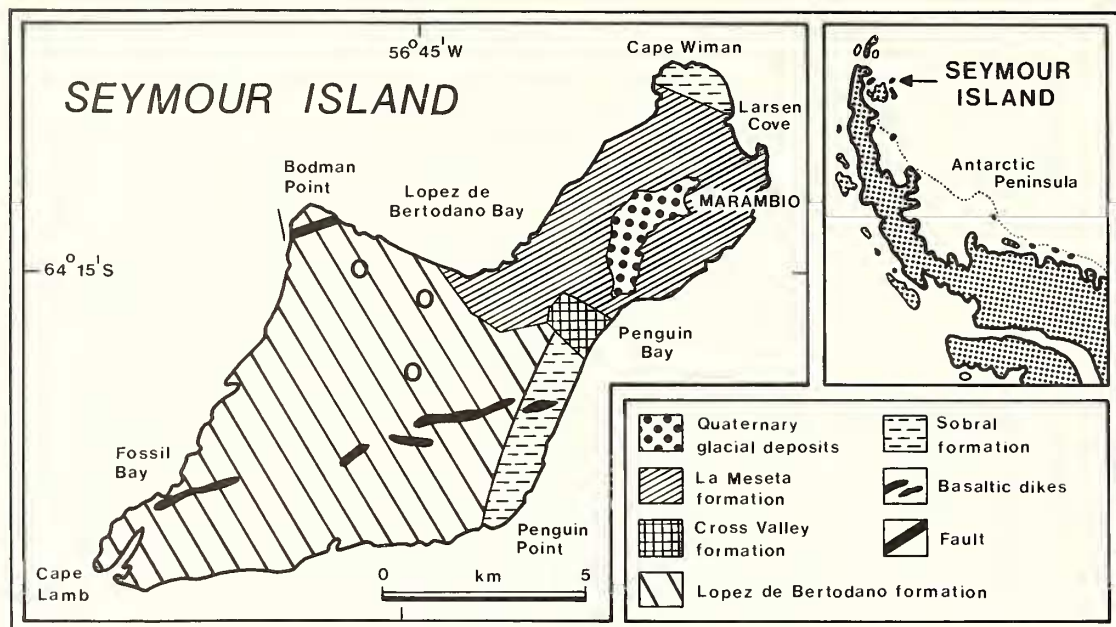 SEYMOUR ISLAND
56°45'W
Cape Wiman
Larsen
Cove
Bodman
Point
Lopez de
Bertodano Bay
MARAMBIO
64°15'S
Penguin
Bay
Fossil
Bay
Penguin
Point
Cape
Lamb
0 km 5
SEYMOUR
ISLAND
Antarctic
Peninsula
Quaternary
glacial deposits
La Meseta
formation
Cross Valley
formation
Lopez de Bertodano formation
Sobral
formation
Basaltic dikes
Fault